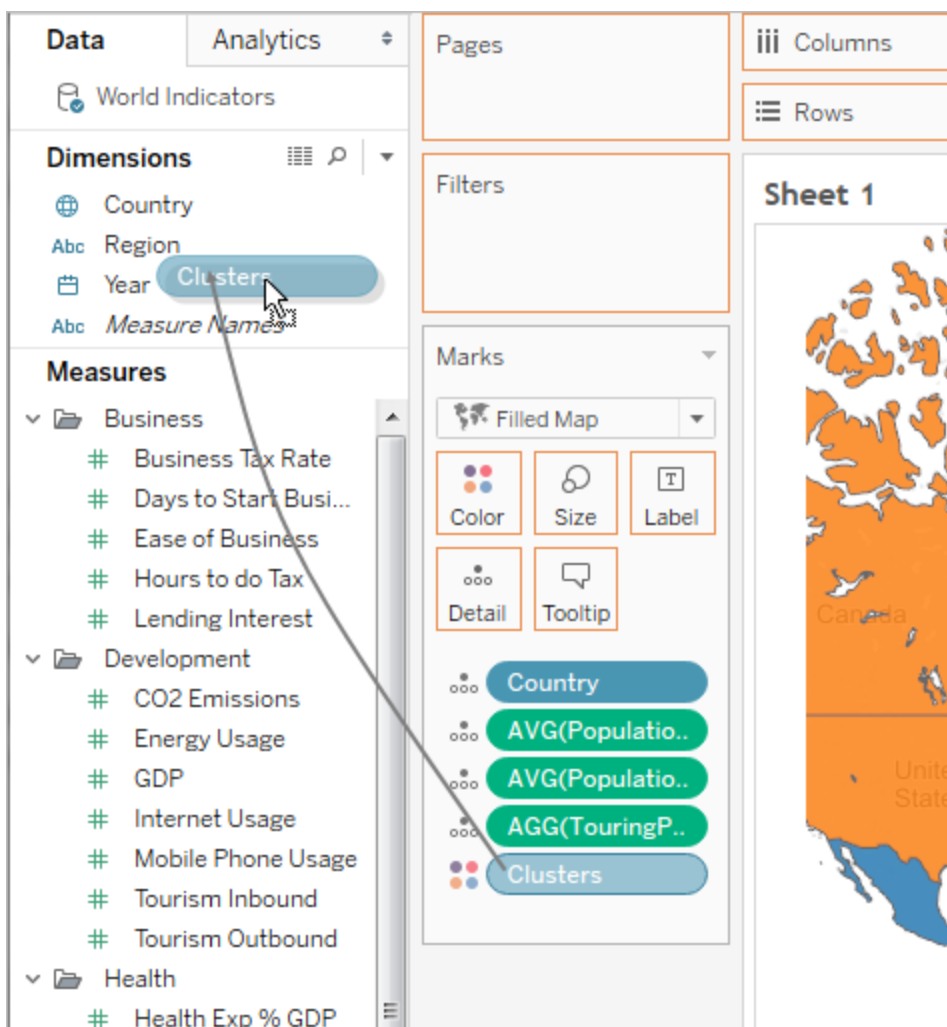 Data
Analytics
World Indicators
Dimensions
Country
Abc Region
Year
Clusters
Abc Measure Names
Measures
Business
Business Tax Rate
Days to Start Busi...
Ease of Business
Hours to do Tax
Lending Interest
Development
CO2 Emissions
Energy Usage
GDP
Internet Usage
Mobile Phone Usage
Tourism Inbound
Tourism Outbound
Health
Health Exp % GDP
Pages
Filters
Marks
Filled Map
Color Size Label
Detail Tooltip
Country
AVG(Populatio..
AVG(Populatio..
AGG(TouringP..
Clusters
iii Columns
Rows
Sheet 1
Canada
Unite
State